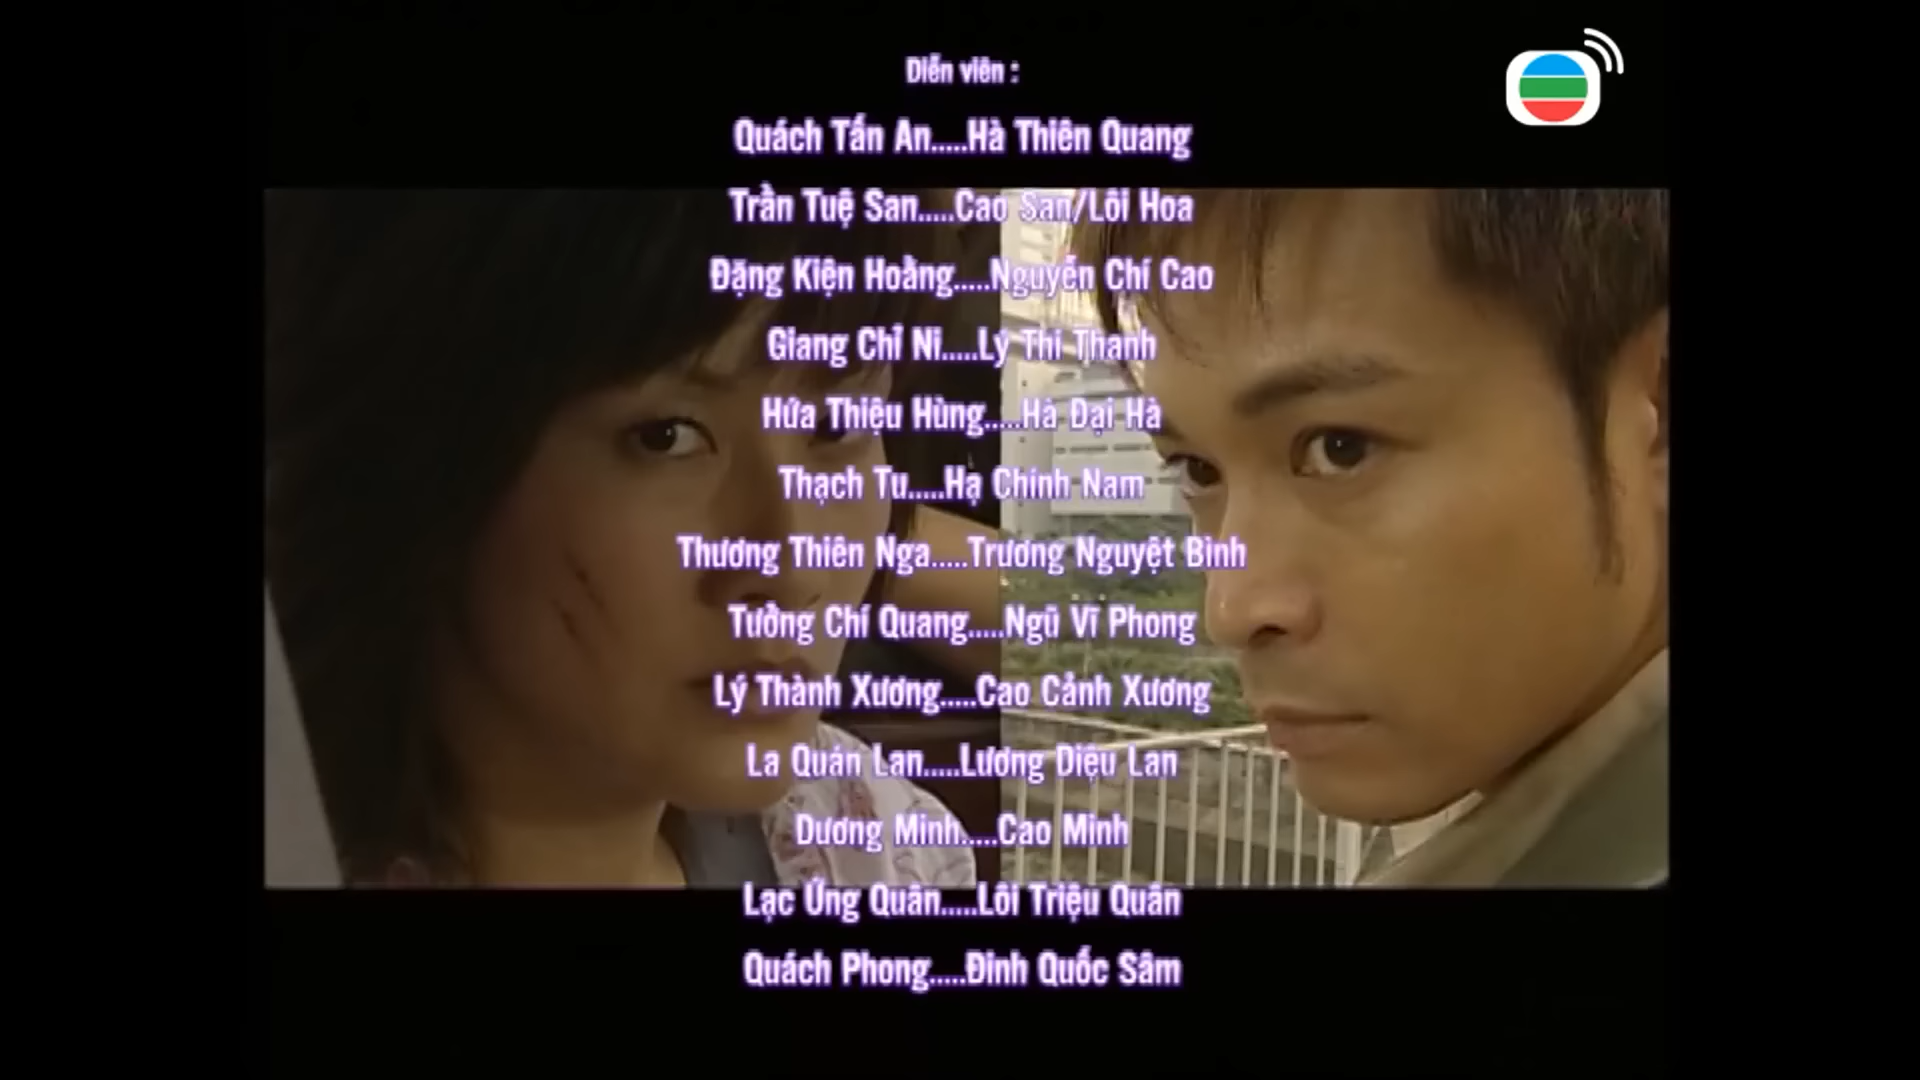 Diễn viên :
Quách Tấn An.....Hà Thiên Quang
Trần Tuệ San.....Cao San/Lôi Hoa
Đặng Kiện Hoằng.....Nguyễn Chí Cao
Giang Chỉ Ni.....Lý Thi Thanh
Hứa Thiệu Hùng.....Hà Đại Hà
Thạch Tu.....Hạ Chính Nam
Thương Thiên Nga.....Trương Nguyệt Bình
Tưởng Chí Quang.....Ngũ Vĩ Phong
Lý Thành Xương.....Cao Cảnh Xương
La Quán Lan.....Lương Diệu Lan
Dương Minh.....Cao Minh
Lạc Ứng Quân.....Lôi Triệu Quân
Quách Phong.....Đinh Quốc Sâm